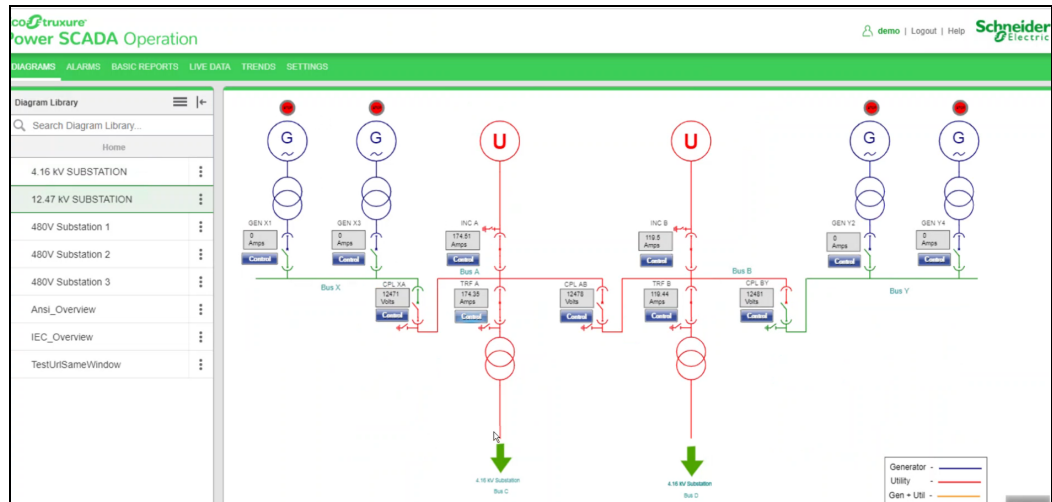 co Struxure
Power SCADA Operation
demo | Logout | Help
Schneider
Electric
DIAGRAMS ALARMS BASIC REPORTS LIVE DATA TRENDS SETTINGS
Diagram Library
Search Diagram Library...
Home
4.16 kV SUBSTATION
12.47 kV SUBSTATION
480V Substation 1
480V Substation 2
480V Substation 3
Ansi_Overview
IEC_Overview
TestUrlSameWindow
G G U U G G
GEN X1
0
Amps
Control
GEN X3
0
Amps
Control
INC A
174.51
Amps
Control
INC B
119.5
Amps
Control
GEN Y2
0
Amps
Control
GEN Y4
0
Amps
Control
Bus X
Bus A
Bus B
Bus Y
CPL XA
12471
Volts
Control
TRF A
174.35
Amps
Control
CPL AB
12478
Volts
Control
TRF B
119.44
Amps
Control
CPL BY
12481
Volts
Control
4.16 kV Substation
Bus C
4.16 kV Substation
Bus D
Generator -
Utility -
Gen + Util -